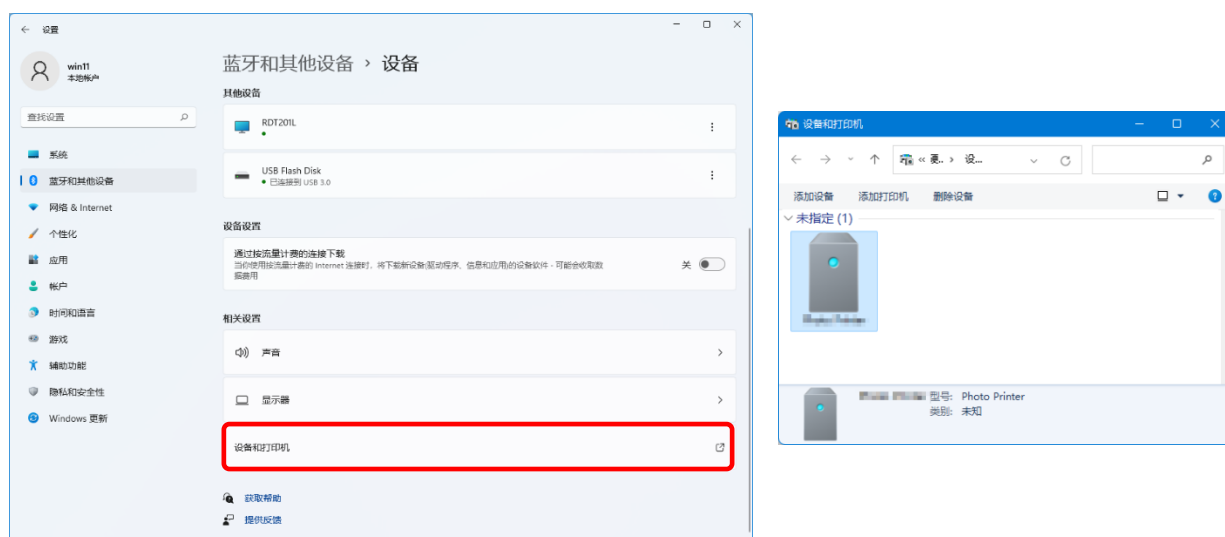 设置
win11
本地帐户
查找设置
系统
蓝牙和其他设备
网络 & Internet
个性化
应用
帐户
时间和语言
游戏
辅助功能
隐私和安全性
Windows 更新
蓝牙和其他设备 › 设备
其他设备
RDT201L
USB Flash Disk
已连接到 USB 3.0
设备设置
通过按流量计费的连接下载
当你使用按流量计费的 Internet 连接时，将下载新设备(驱动程序、信息和应用)的设备软件 - 可能会收取数
据费用
关
相关设置
声音
显示器
设备和打印机
获取帮助
提供反馈
设备和打印机
« 硬.. › 设...
添加设备 添加打印机 删除设备
未指定 (1)
型号: Photo Printer
类别: 未知